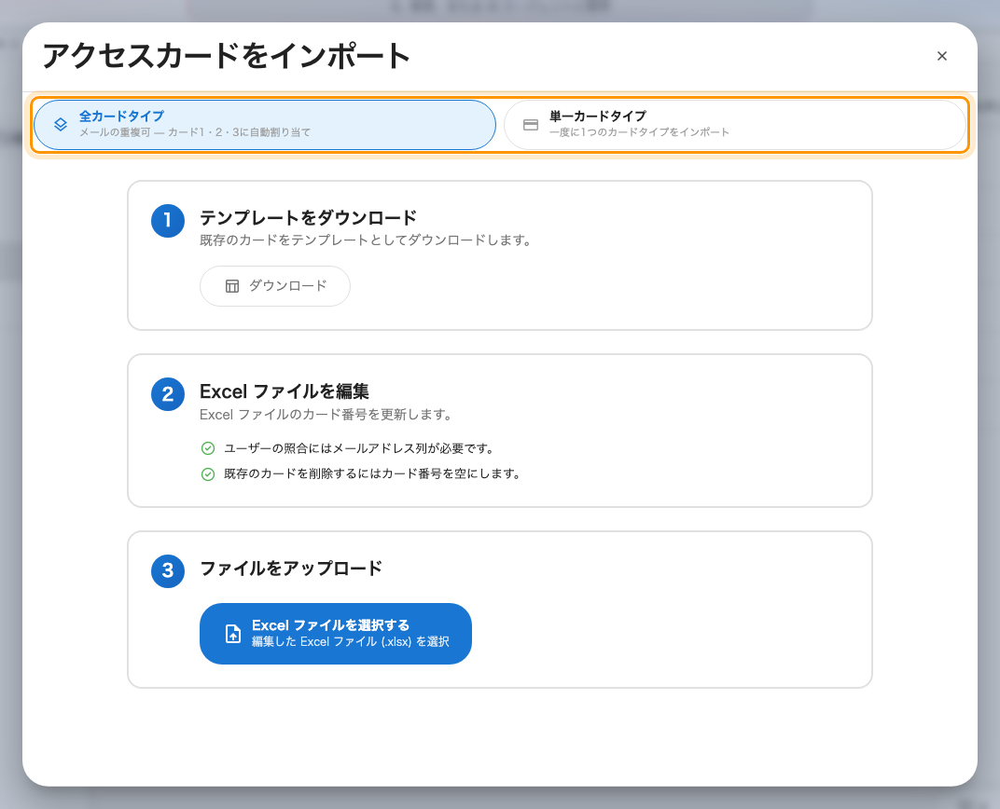 アクセスカードをインポート
全カードタイプ
メールの重複可 — カード1・2・3に自動割り当て
単一カードタイプ
一度に1つのカードタイプをインポート
1
テンプレートをダウンロード
既存のカードをテンプレートとしてダウンロードします。
ダウンロード
2
Excel ファイルを編集
Excel ファイルのカード番号を更新します。
ユーザーの照合にはメールアドレス列が必要です。
既存のカードを削除するにはカード番号を空にします。
3
ファイルをアップロード
Excel ファイルを選択する
編集した Excel ファイル (.xlsx) を選択